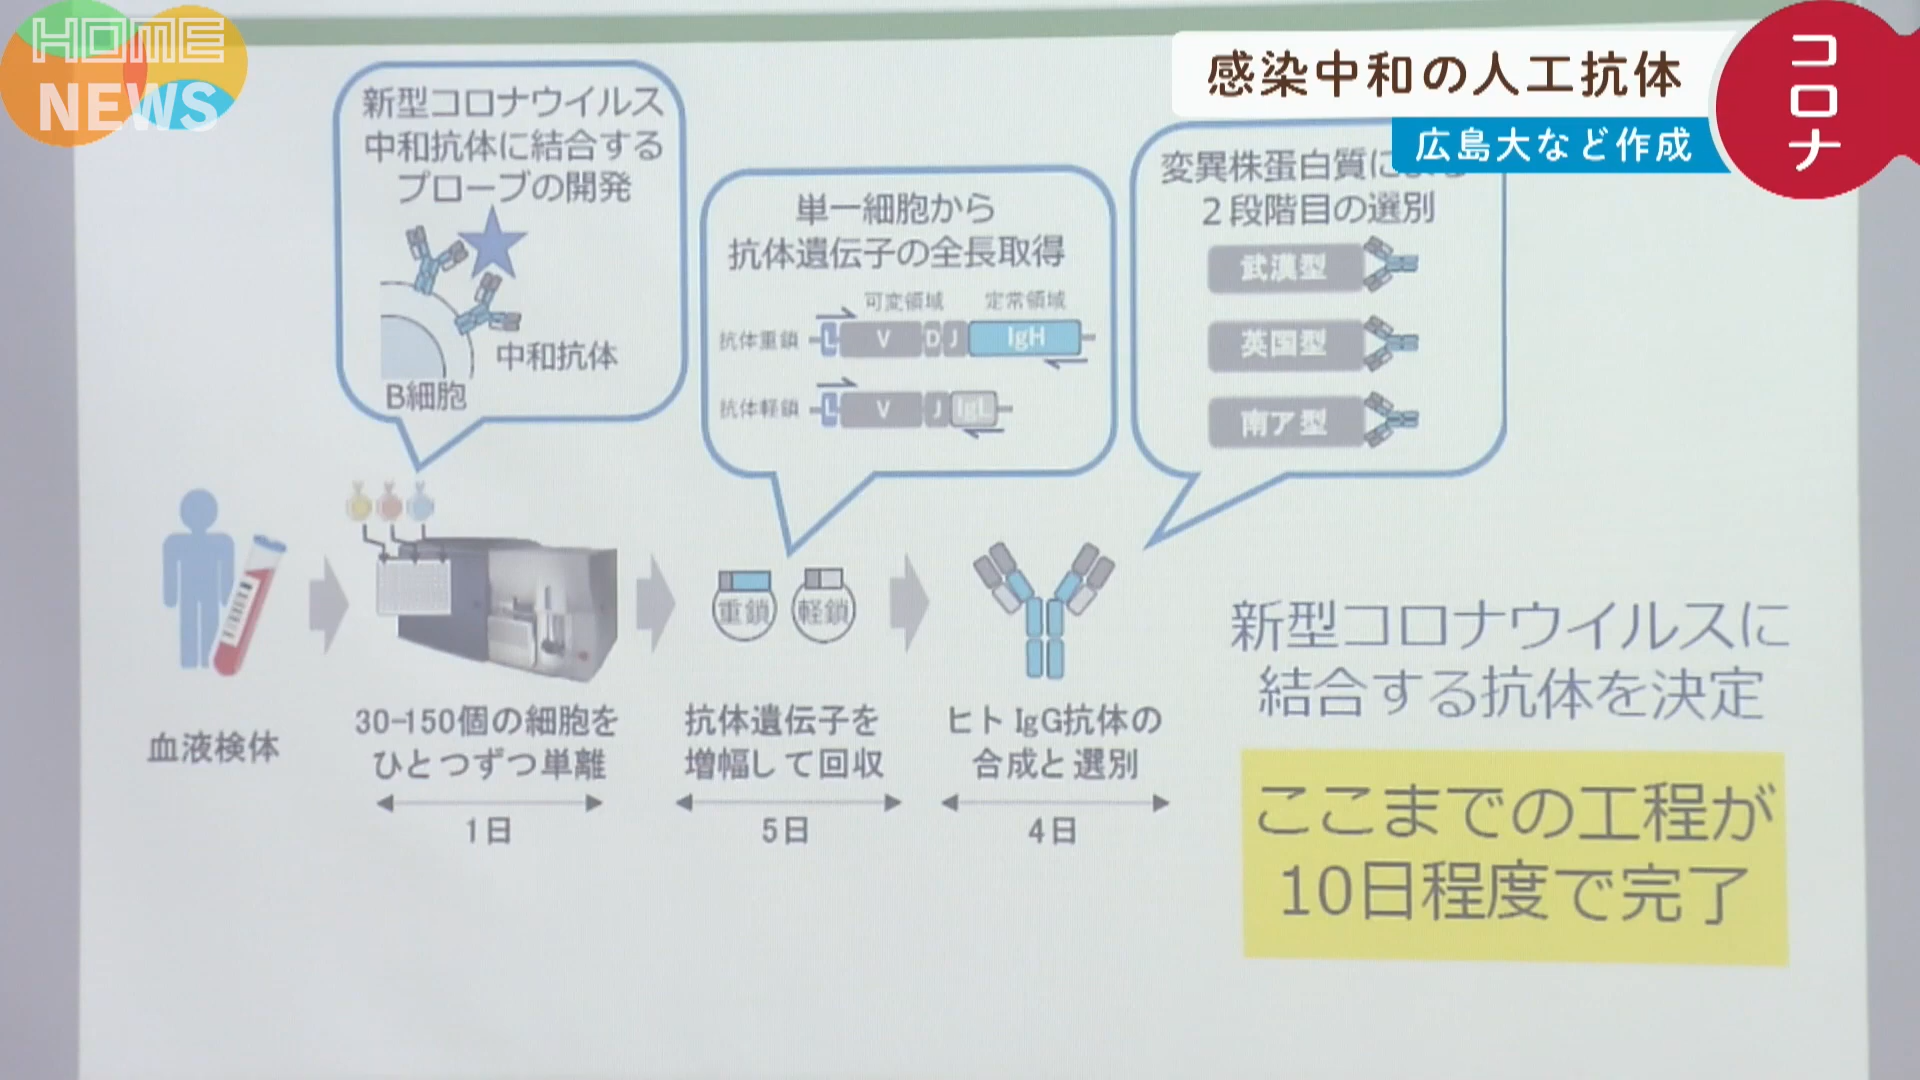 HOME
NEWS
感染中和の人工抗体
広島大など作成
コロナ
新型コロナウイルス
中和抗体に結合する
プローブの開発
中和抗体
B細胞
単一細胞から
抗体遺伝子の全長取得
可変領域
定常領域
抗体重鎖
L
V
D
J
IgH
抗体軽鎖
L
V
J
IgL
変異株蛋白質に
２段階目の選別
武漢型
英国型
南ア型
重鎖
軽鎖
血液検体
30-150個の細胞を
ひとつずつ単離
1日
抗体遺伝子を
増幅して回収
5日
ヒトIgG抗体の
合成と選別
4日
新型コロナウイルスに
結合する抗体を決定
ここまでの工程が
10日程度で完了